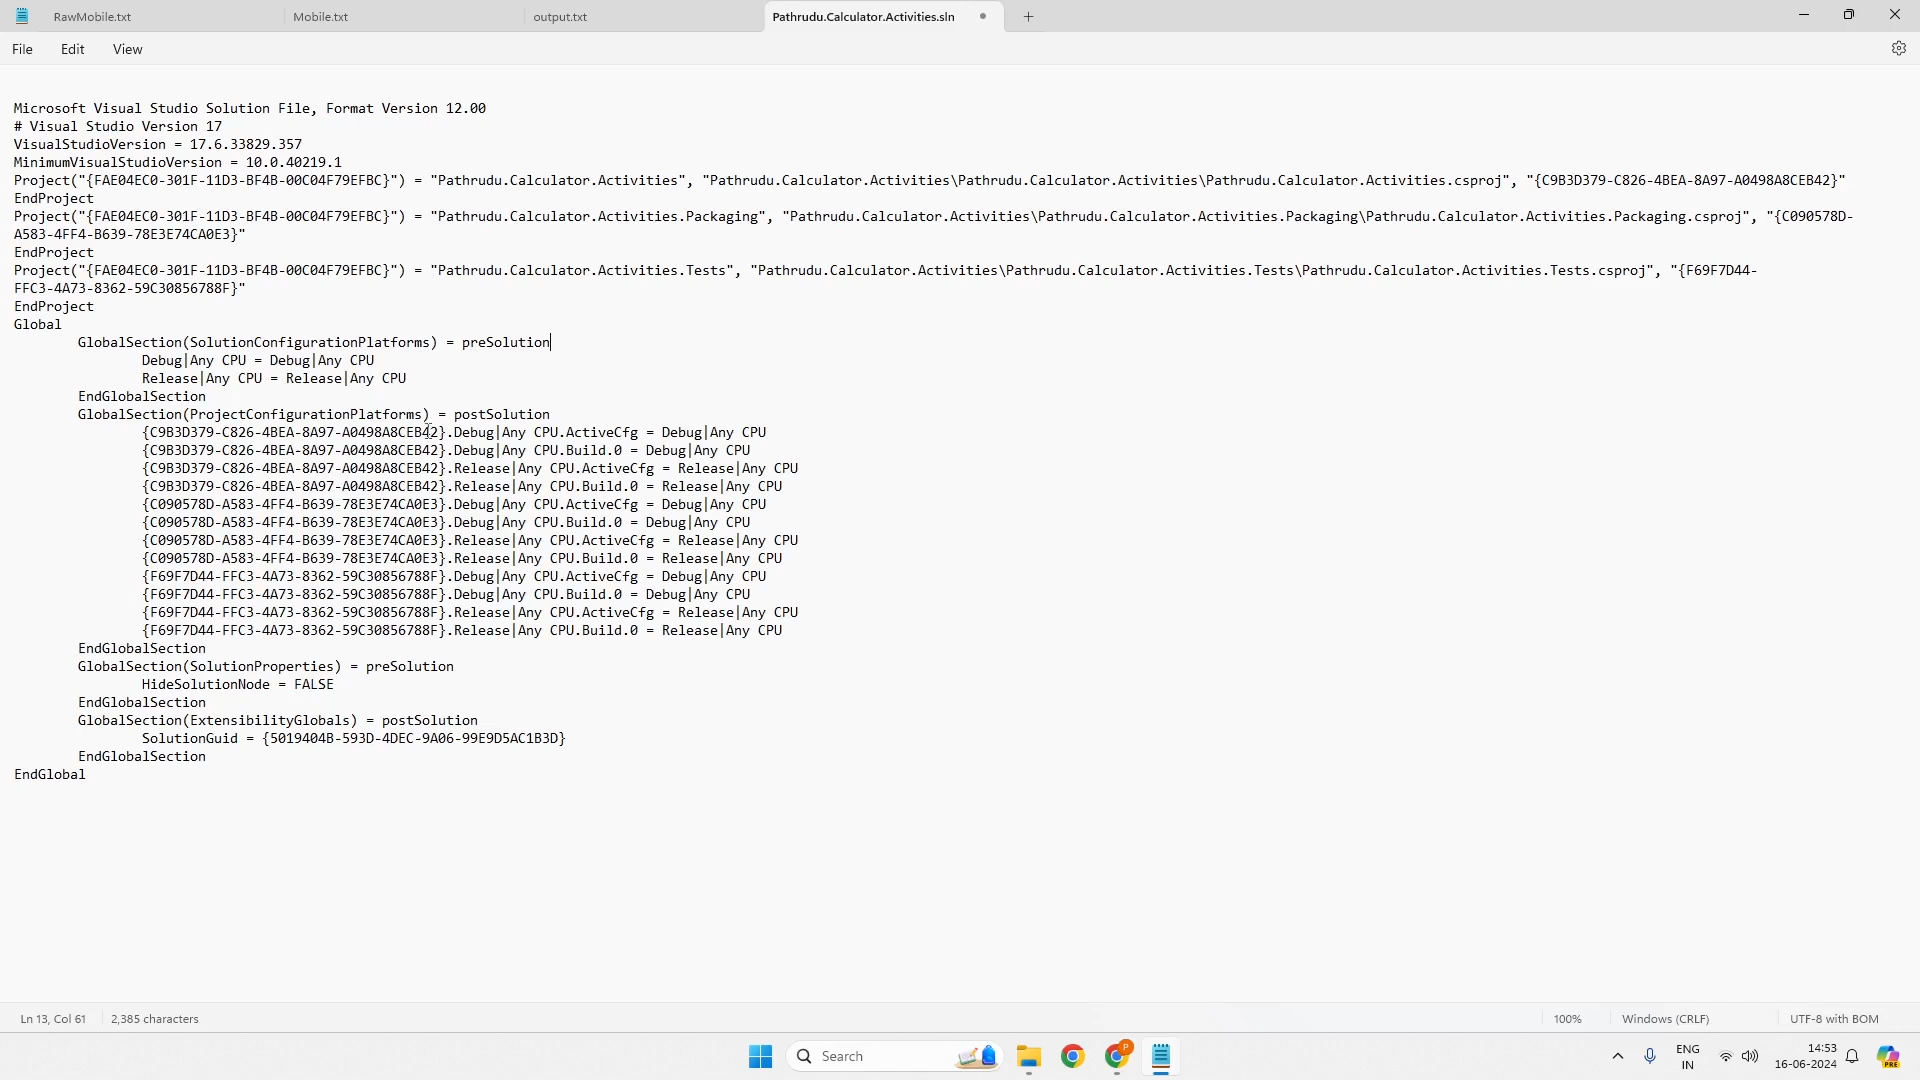 RawMobile.txt Mobile.txt output.txt Pathrudu.Calculator.Activities.sln
File Edit View
Microsoft Visual Studio Solution File, Format Version 12.00
# Visual Studio Version 17
VisualStudioVersion = 17.6.33829.357
MinimumVisualStudioVersion = 10.0.40219.1
Project("{FAE04EC0-301F-11D3-BF4B-00C04F79EFBC}") = "Pathrudu.Calculator.Activities", "Pathrudu.Calculator.Activities\Pathrudu.Calculator.Activities\Pathrudu.Calculator.Activities.csproj", "{C9B3D379-C826-4BEA-8A97-A0498A8CEB42}"
EndProject
Project("{FAE04EC0-301F-11D3-BF4B-00C04F79EFBC}") = "Pathrudu.Calculator.Activities.Packaging", "Pathrudu.Calculator.Activities\Pathrudu.Calculator.Activities.Packaging\Pathrudu.Calculator.Activities.Packaging.csproj", "{C090578D-
A583-4FF4-B639-78E3E74CA0E3}"
EndProject
Project("{FAE04EC0-301F-11D3-BF4B-00C04F79EFBC}") = "Pathrudu.Calculator.Activities.Tests", "Pathrudu.Calculator.Activities\Pathrudu.Calculator.Activities.Tests\Pathrudu.Calculator.Activities.Tests.csproj", "{F69F7D44-
FFC3-4A73-8362-59C30856788F}"
EndProject
Global
GlobalSection(SolutionConfigurationPlatforms) = preSolution
Debug|Any CPU = Debug|Any CPU
Release|Any CPU = Release|Any CPU
EndGlobalSection
GlobalSection(ProjectConfigurationPlatforms) = postSolution
{C9B3D379-C826-4BEA-8A97-A0498A8CEB42}.Debug|Any CPU.ActiveCfg = Debug|Any CPU
{C9B3D379-C826-4BEA-8A97-A0498A8CEB42}.Debug|Any CPU.Build.0 = Debug|Any CPU
{C9B3D379-C826-4BEA-8A97-A0498A8CEB42}.Release|Any CPU.ActiveCfg = Release|Any CPU
{C9B3D379-C826-4BEA-8A97-A0498A8CEB42}.Release|Any CPU.Build.0 = Release|Any CPU
{C090578D-A583-4FF4-B639-78E3E74CA0E3}.Debug|Any CPU.ActiveCfg = Debug|Any CPU
{C090578D-A583-4FF4-B639-78E3E74CA0E3}.Debug|Any CPU.Build.0 = Debug|Any CPU
{C090578D-A583-4FF4-B639-78E3E74CA0E3}.Release|Any CPU.ActiveCfg = Release|Any CPU
{C090578D-A583-4FF4-B639-78E3E74CA0E3}.Release|Any CPU.Build.0 = Release|Any CPU
{F69F7D44-FFC3-4A73-8362-59C30856788F}.Debug|Any CPU.ActiveCfg = Debug|Any CPU
{F69F7D44-FFC3-4A73-8362-59C30856788F}.Debug|Any CPU.Build.0 = Debug|Any CPU
{F69F7D44-FFC3-4A73-8362-59C30856788F}.Release|Any CPU.ActiveCfg = Release|Any CPU
{F69F7D44-FFC3-4A73-8362-59C30856788F}.Release|Any CPU.Build.0 = Release|Any CPU
EndGlobalSection
GlobalSection(SolutionProperties) = preSolution
HideSolutionNode = FALSE
EndGlobalSection
GlobalSection(ExtensibilityGlobals) = postSolution
SolutionGuid = {5019404B-593D-4DEC-9A06-99E9D5AC1B3D}
EndGlobalSection
EndGlobal
Ln 13, Col 61 2,385 characters 100% Windows (CRLF) UTF-8 with BOM
Search P ENG 14:53
IN 16-06-2024 PRE